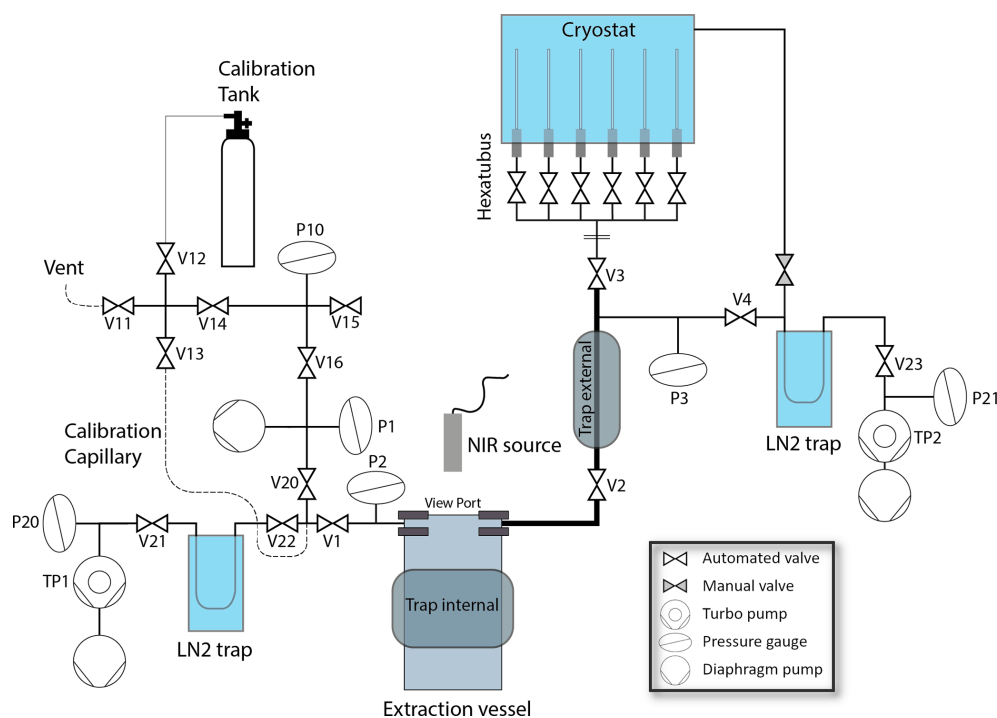 Cryostat
Calibration
Tank
Hexatubus
P10
Vent
V12
V3
V11
V14
V15
V4
V13
V16
Trap external
V23
P3
P21
P1
Calibration
Capillary
NIR source
LN2 trap
TP2
V20
P2
V2
View Port
P20
V21
V22
V1
TP1
Trap internal
LN2 trap
Extraction vessel
Automated valve
Manual valve
Turbo pump
Pressure gauge
Diaphragm pump